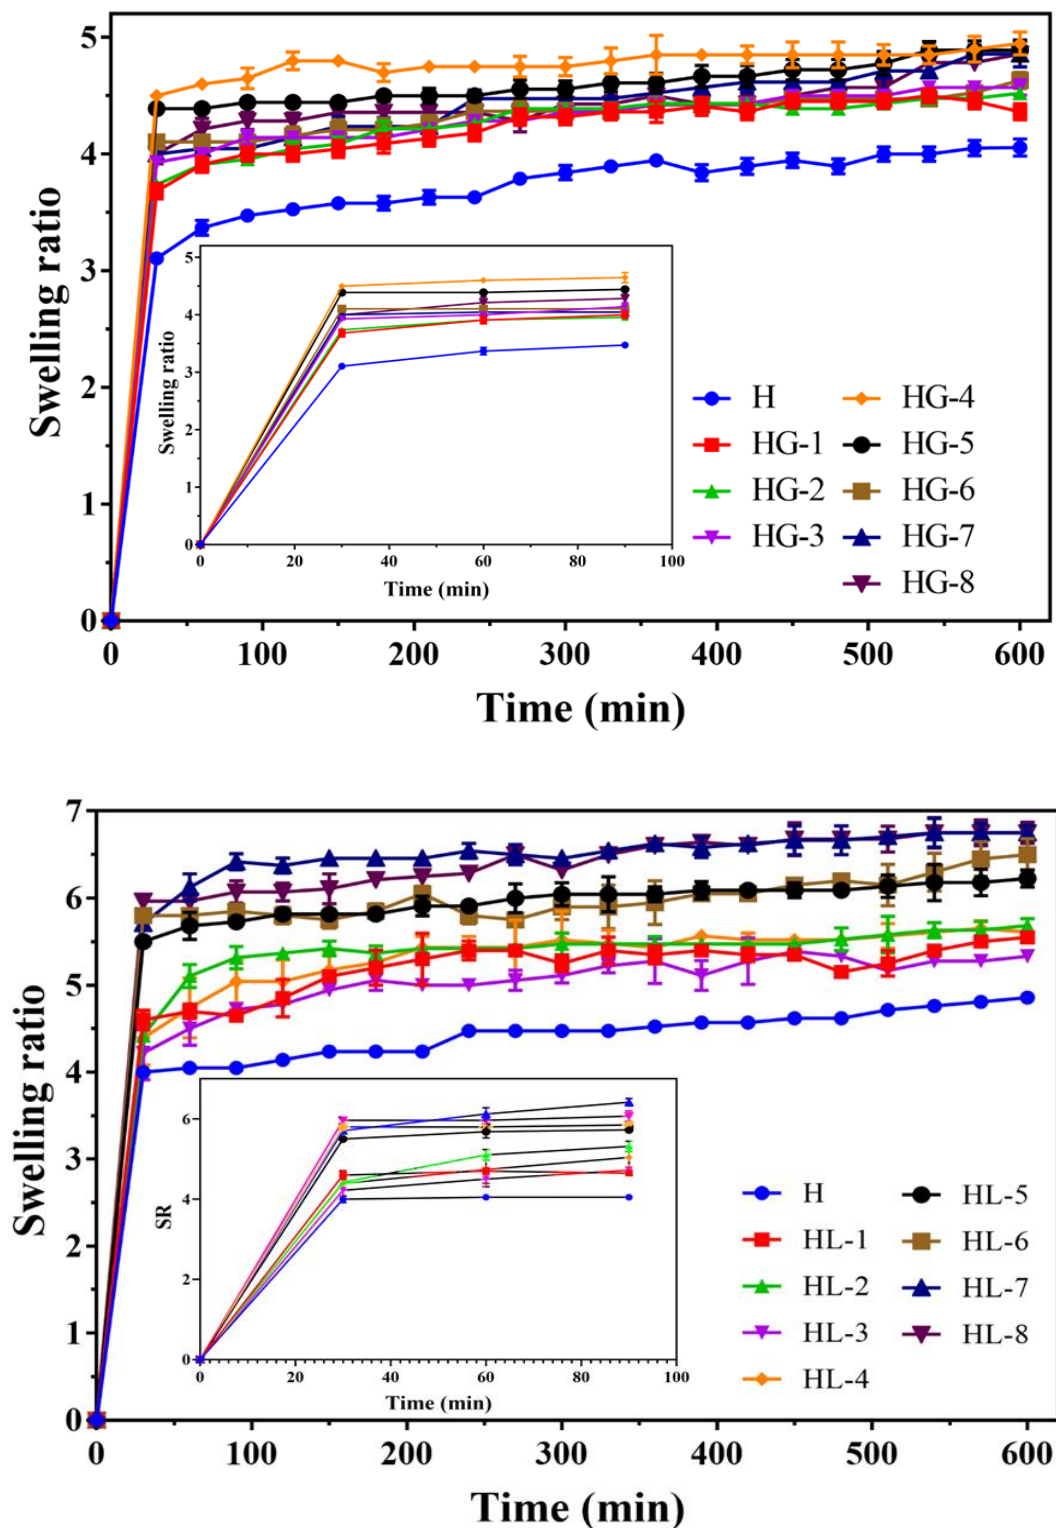 Swelling ratio
5
4
3
2
1
0
0 100 200 300 400 500 600
Time (min)
Swelling ratio
5
4
3
2
1
0
0 20 40 60 80 100
Time (min)
H HG-4
HG-1 HG-5
HG-2 HG-6
HG-3 HG-7
HG-8
Swelling ratio
7
6
5
4
3
2
1
0
0 100 200 300 400 500 600
Time (min)
SR
6
4
2
0
0 20 40 60 80 100
Time (min)
H HL-5
HL-1 HL-6
HL-2 HL-7
HL-3 HL-8
HL-4